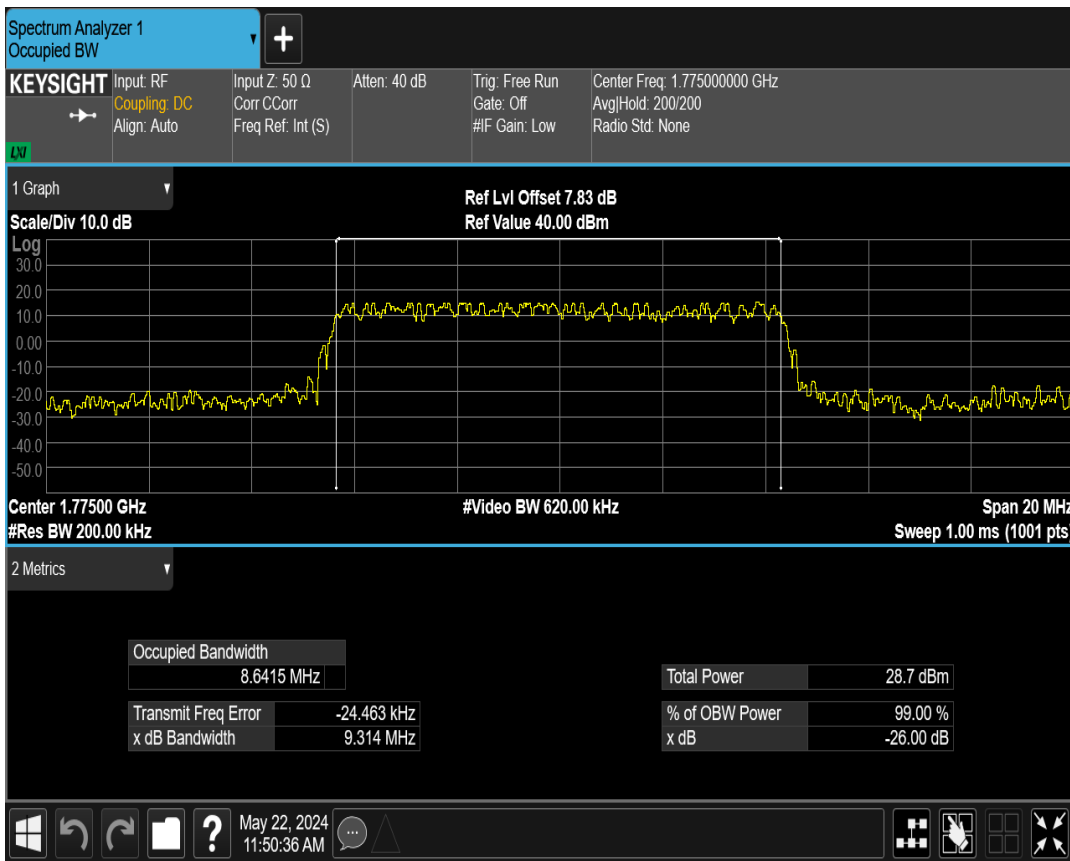 Spectrum Analyzer 1
Occupied BW
+
KEYSIGHT
LXI
Input: RF
Coupling: DC
Align: Auto
Input Z: 50 Ω
Corr CCorr
Freq Ref: Int (S)
Atten: 40 dB
Trig: Free Run
Gate: Off
#IF Gain: Low
Center Freq: 1.775000000 GHz
Avg|Hold: 200/200
Radio Std: None
1 Graph
Scale/Div 10.0 dB
Ref Lvl Offset 7.83 dB
Ref Value 40.00 dBm
Log
30.0
20.0
10.0
0.00
-10.0
-20.0
-30.0
-40.0
-50.0
Center 1.77500 GHz
#Res BW 200.00 kHz
#Video BW 620.00 kHz
Span 20 MHz
Sweep 1.00 ms (1001 pts)
2 Metrics
Occupied Bandwidth
8.6415 MHz
Transmit Freq Error -24.463 kHz
x dB Bandwidth 9.314 MHz
Total Power 28.7 dBm
% of OBW Power 99.00 %
x dB -26.00 dB
?
May 22, 2024
11:50:36 AM